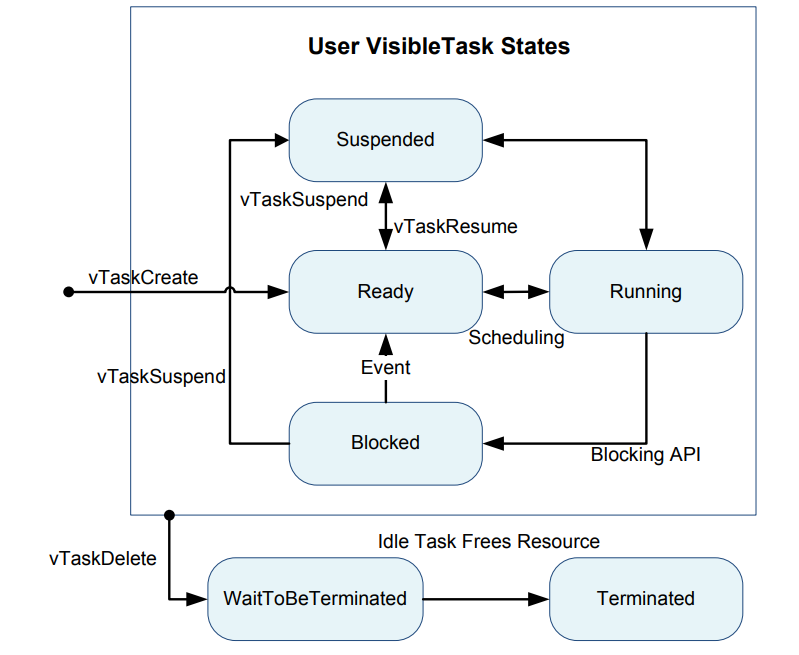 User VisibleTask States
Suspended
vTaskSuspend
vTaskResume
vTaskCreate
Ready
Running
Scheduling
Event
vTaskSuspend
Blocked
Blocking API
Idle Task Frees Resource
vTaskDelete
WaitToBeTerminated
Terminated